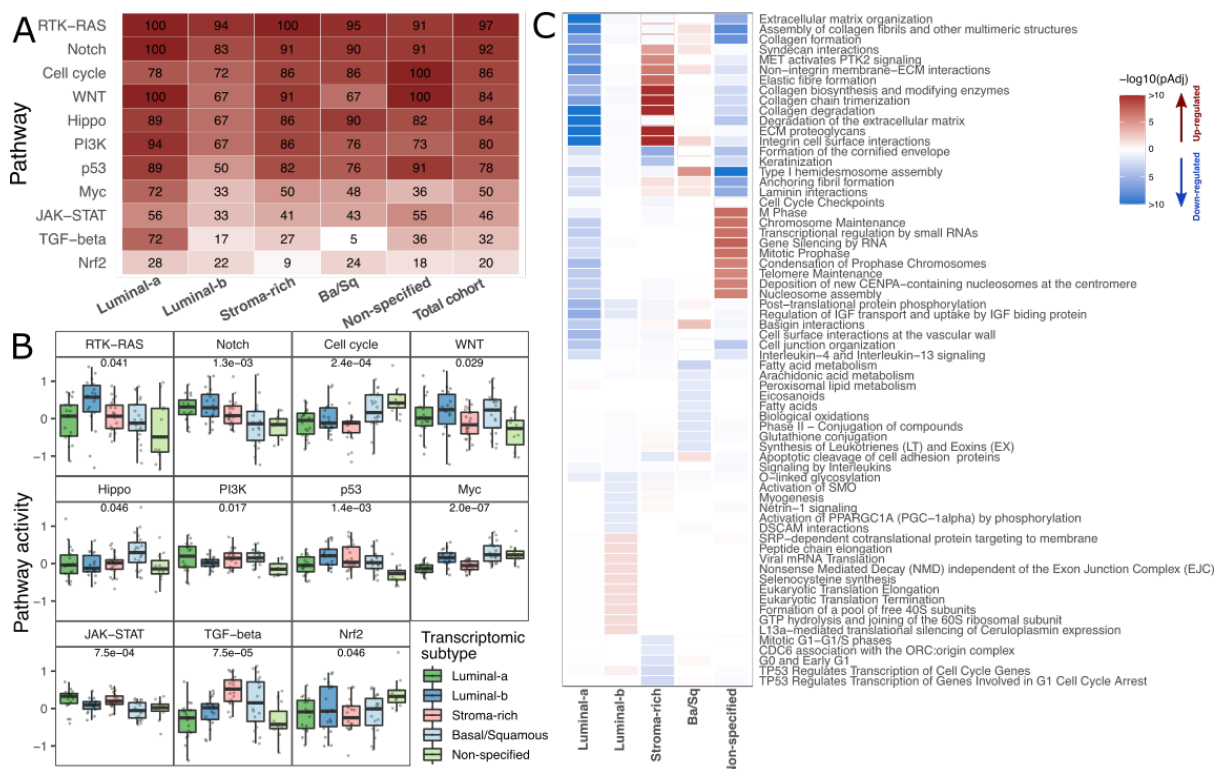 A
Pathway
RTK−RAS 100 94 100 95 91 97
Notch 100 83 91 90 91 92
Cell cycle 78 72 86 86 100 86
WNT 100 67 91 67 100 84
Hippo 89 67 86 90 82 84
PI3K 94 67 86 76 73 80
p53 89 50 82 76 91 78
Myc 72 33 50 48 36 50
JAK−STAT 56 33 41 43 55 46
TGF−beta 72 17 27 5 36 32
Nrf2 28 22 9 24 18 20
Luminal−a Luminal−b Stroma−rich Ba/Sq Non−specified Total cohort
B
Pathway activity
RTK−RAS Notch Cell cycle WNT
0.041 1.3e−03 2.4e−04 0.029
1
0
−1
Hippo PI3K p53 Myc
0.046 0.017 1.4e−03 2.0e−07
1
0
−1
JAK−STAT TGF−beta Nrf2
7.5e−04 7.5e−05 0.046
1
0
−1
Transcriptomic
subtype
Luminal−a
Luminal−b
Stroma−rich
Basal/Squamous
Non−specified
C
Extracellular matrix organization
Assembly of collagen fibrils and other multimeric structures
Collagen formation
Syndecan interactions
MET activates PTK2 signaling
Non−integrin membrane−ECM interactions
Elastic fibre formation
Collagen biosynthesis and modifying enzymes
Collagen chain trimerization
Collagen degradation
Degradation of the extracellular matrix
ECM proteoglycans
Integrin cell surface interactions
Formation of the cornified envelope
Keratinization
Type I hemidesmosome assembly
Anchoring fibril formation
Laminin interactions
Cell Cycle Checkpoints
M Phase
Chromosome Maintenance
Transcriptional regulation by small RNAs
Gene Silencing by RNA
Mitotic Prophase
Condensation of Prophase Chromosomes
Telomere Maintenance
Deposition of new CENPA−containing nucleosomes at the centromere
Nucleosome assembly
Post−translational protein phosphorylation
Regulation of IGF transport and uptake by IGF biding protein
Basigin interactions
Cell surface interactions at the vascular wall
Cell junction organization
Interleukin−4 and Interleukin−13 signaling
Fatty acid metabolism
Arachidonic acid metabolism
Peroxisomal lipid metabolism
Eicosanoids
Fatty acids
Biological oxidations
Phase II − Conjugation of compounds
Glutathione conjugation
Synthesis of Leukotrienes (LT) and Eoxins (EX)
Apoptotic cleavage of cell adhesion proteins
Signaling by Interleukins
O−linked glycosylation
Activation of SMO
Myogenesis
Netrin−1 signaling
Activation of PPARGC1A (PGC−1alpha) by phosphorylation
DSCAM interactions
SRP−dependent cotranslational protein targeting to membrane
Peptide chain elongation
Viral mRNA Translation
Nonsense Mediated Decay (NMD) independent of the Exon Junction Complex (EJC)
Selenocysteine synthesis
Eukaryotic Translation Elongation
Eukaryotic Translation Termination
Formation of a pool of free 40S subunits
GTP hydrolysis and joining of the 60S ribosomal subunit
L13a−mediated translational silencing of Ceruloplasmin expression
Mitotic G1−G1/S phases
CDC6 association with the ORC:origin complex
G0 and Early G1
TP53 Regulates Transcription of Cell Cycle Genes
TP53 Regulates Transcription of Genes Involved in G1 Cell Cycle Arrest
Luminal−a Luminal−b Stroma−rich Ba/Sq Non−specified
−log10(pAdj)
>10
5
0
5
>10
Up-regulated
Down-regulated